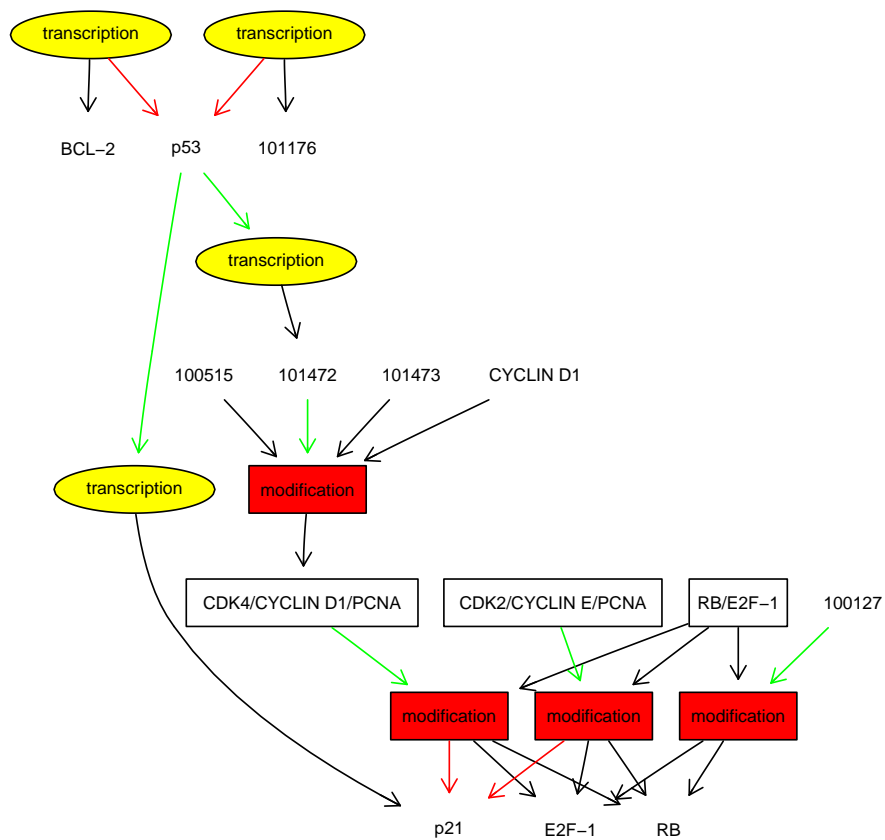 transcription
transcription
BCL−2
p53
101176
transcription
100515
101472
101473
CYCLIN D1
transcription
modification
CDK4/CYCLIN D1/PCNA
CDK2/CYCLIN E/PCNA
RB/E2F−1
100127
modification
modification
modification
p21
E2F−1
RB